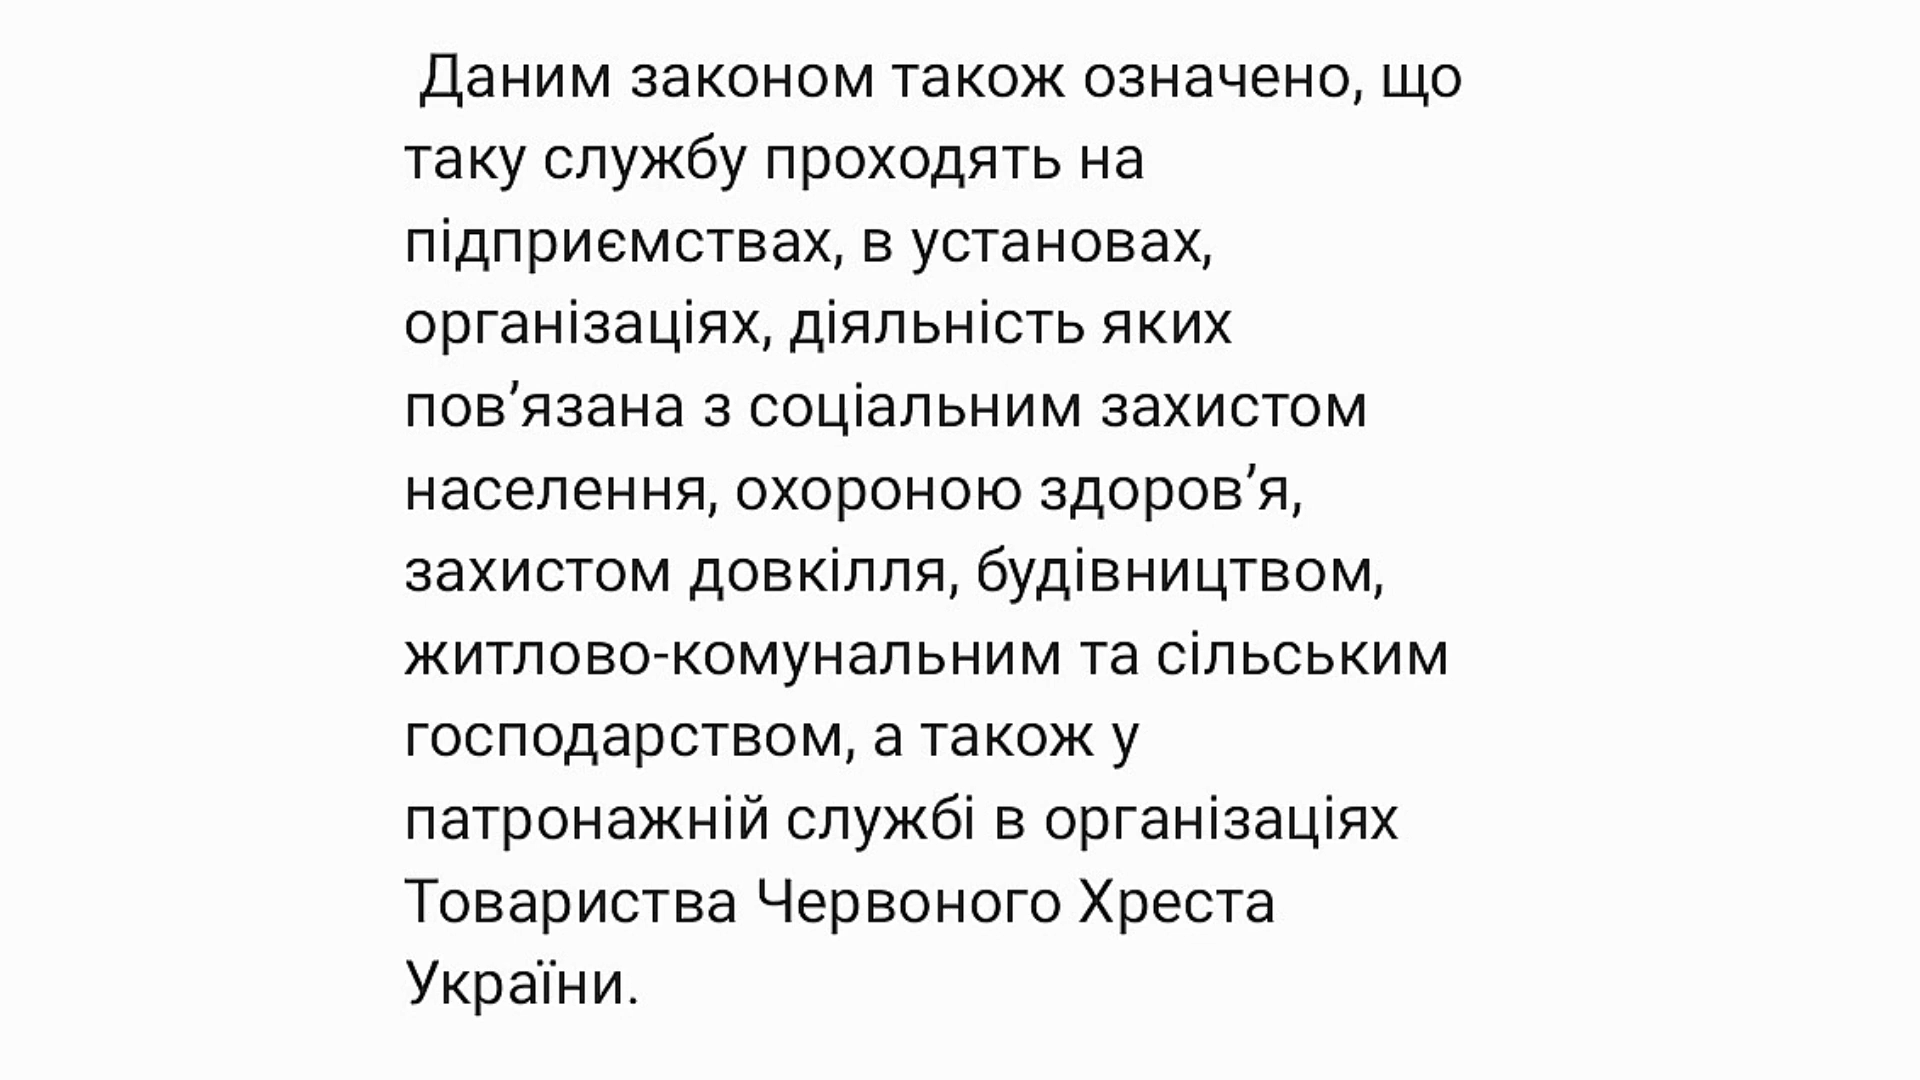 Даним законом також означено, що
таку службу проходять на
підприємствах, в установах,
організаціях, діяльність яких
пов’язана з соціальним захистом
населення, охороною здоров’я,
захистом довкілля, будівництвом,
житлово-комунальним та сільським
господарством, а також у
патронажній службі в організаціях
Товариства Червоного Хреста
України.